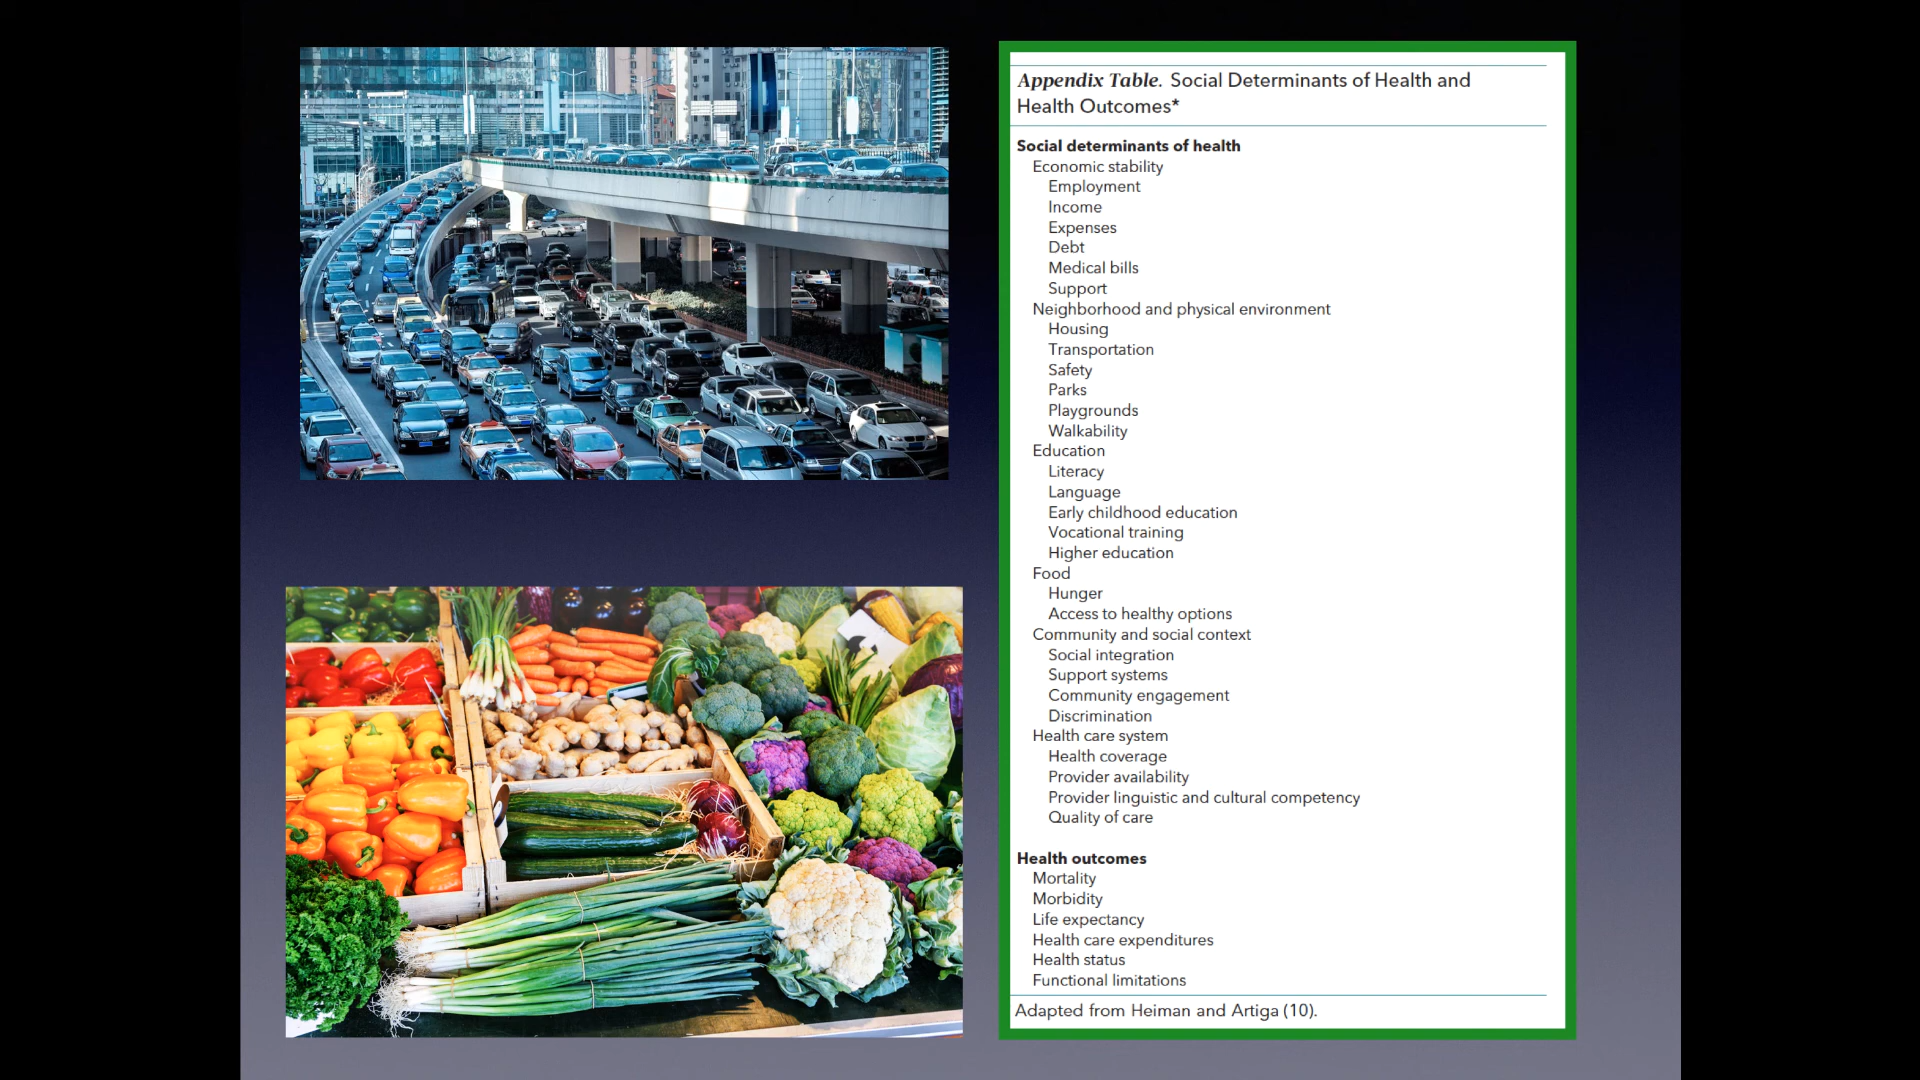 Appendix Table. Social Determinants of Health and
Health Outcomes*
Social determinants of health
Economic stability
Employment
Income
Expenses
Debt
Medical bills
Support
Neighborhood and physical environment
Housing
Transportation
Safety
Parks
Playgrounds
Walkability
Education
Literacy
Language
Early childhood education
Vocational training
Higher education
Food
Hunger
Access to healthy options
Community and social context
Social integration
Support systems
Community engagement
Discrimination
Health care system
Health coverage
Provider availability
Provider linguistic and cultural competency
Quality of care
Health outcomes
Mortality
Morbidity
Life expectancy
Health care expenditures
Health status
Functional limitations
Adapted from Heiman and Artiga (10).